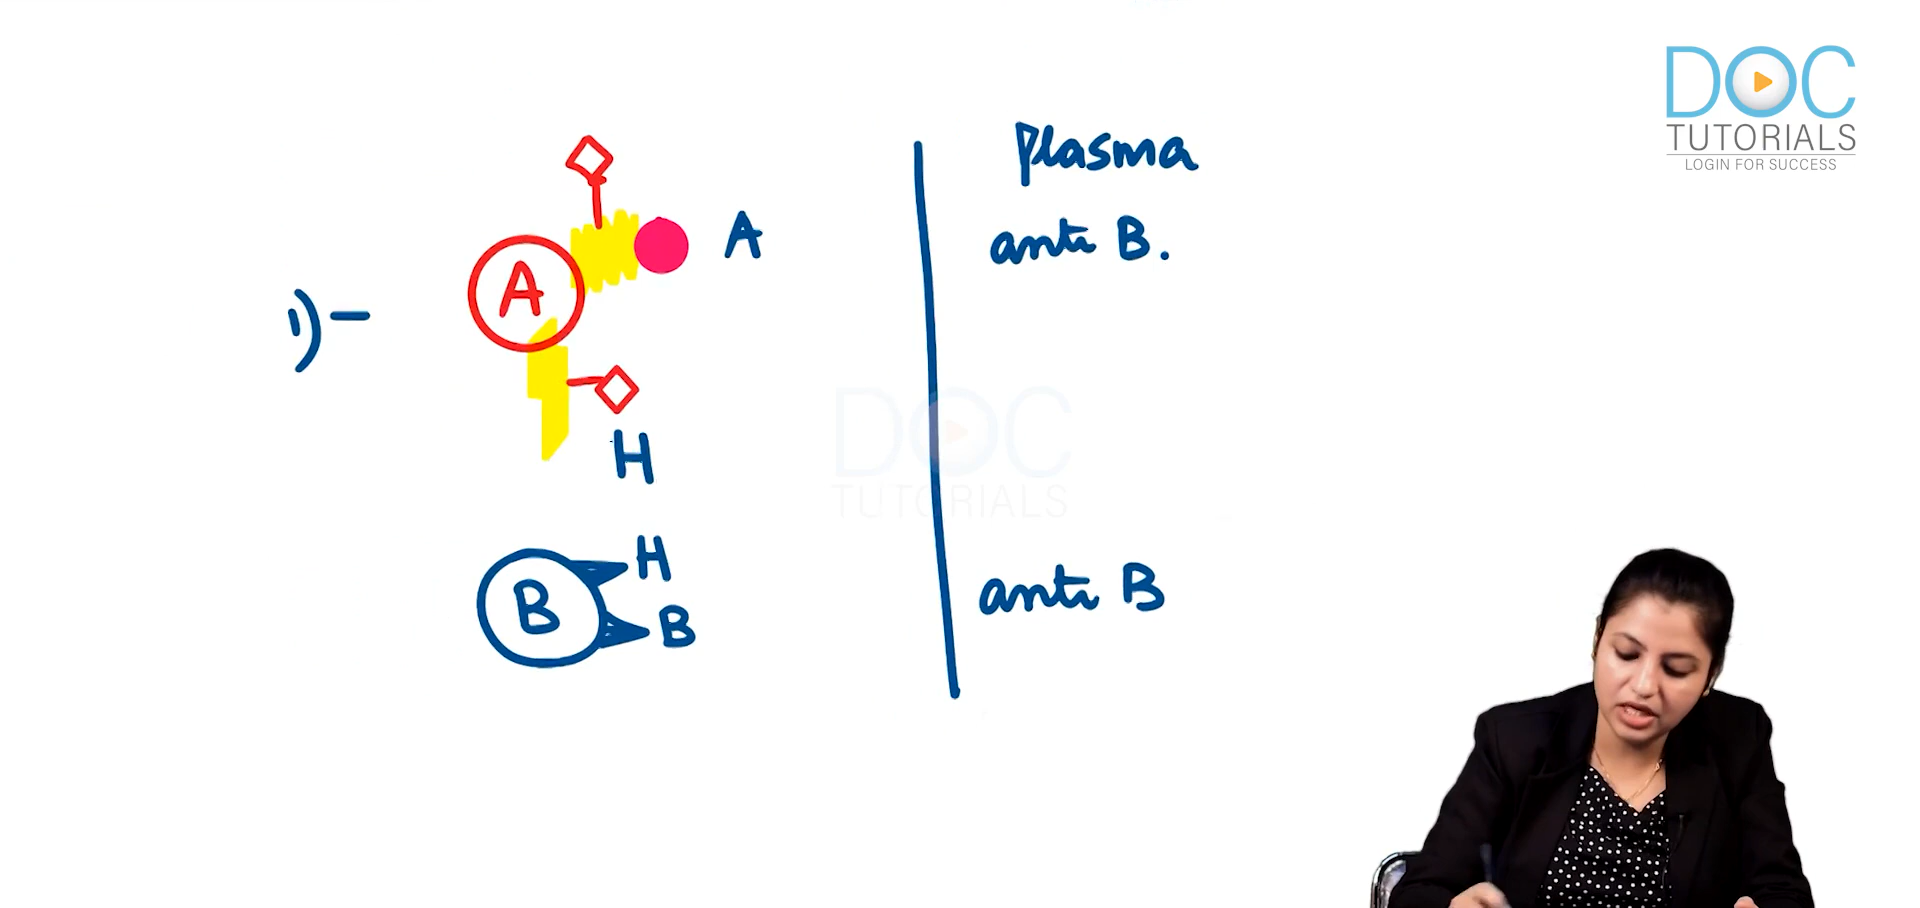 DOC
TUTORIALS
LOGIN FOR SUCCESS
Plasma
A
anti B.
A
1) -
H
DOC
TUTORIALS
H
B
B
anti B